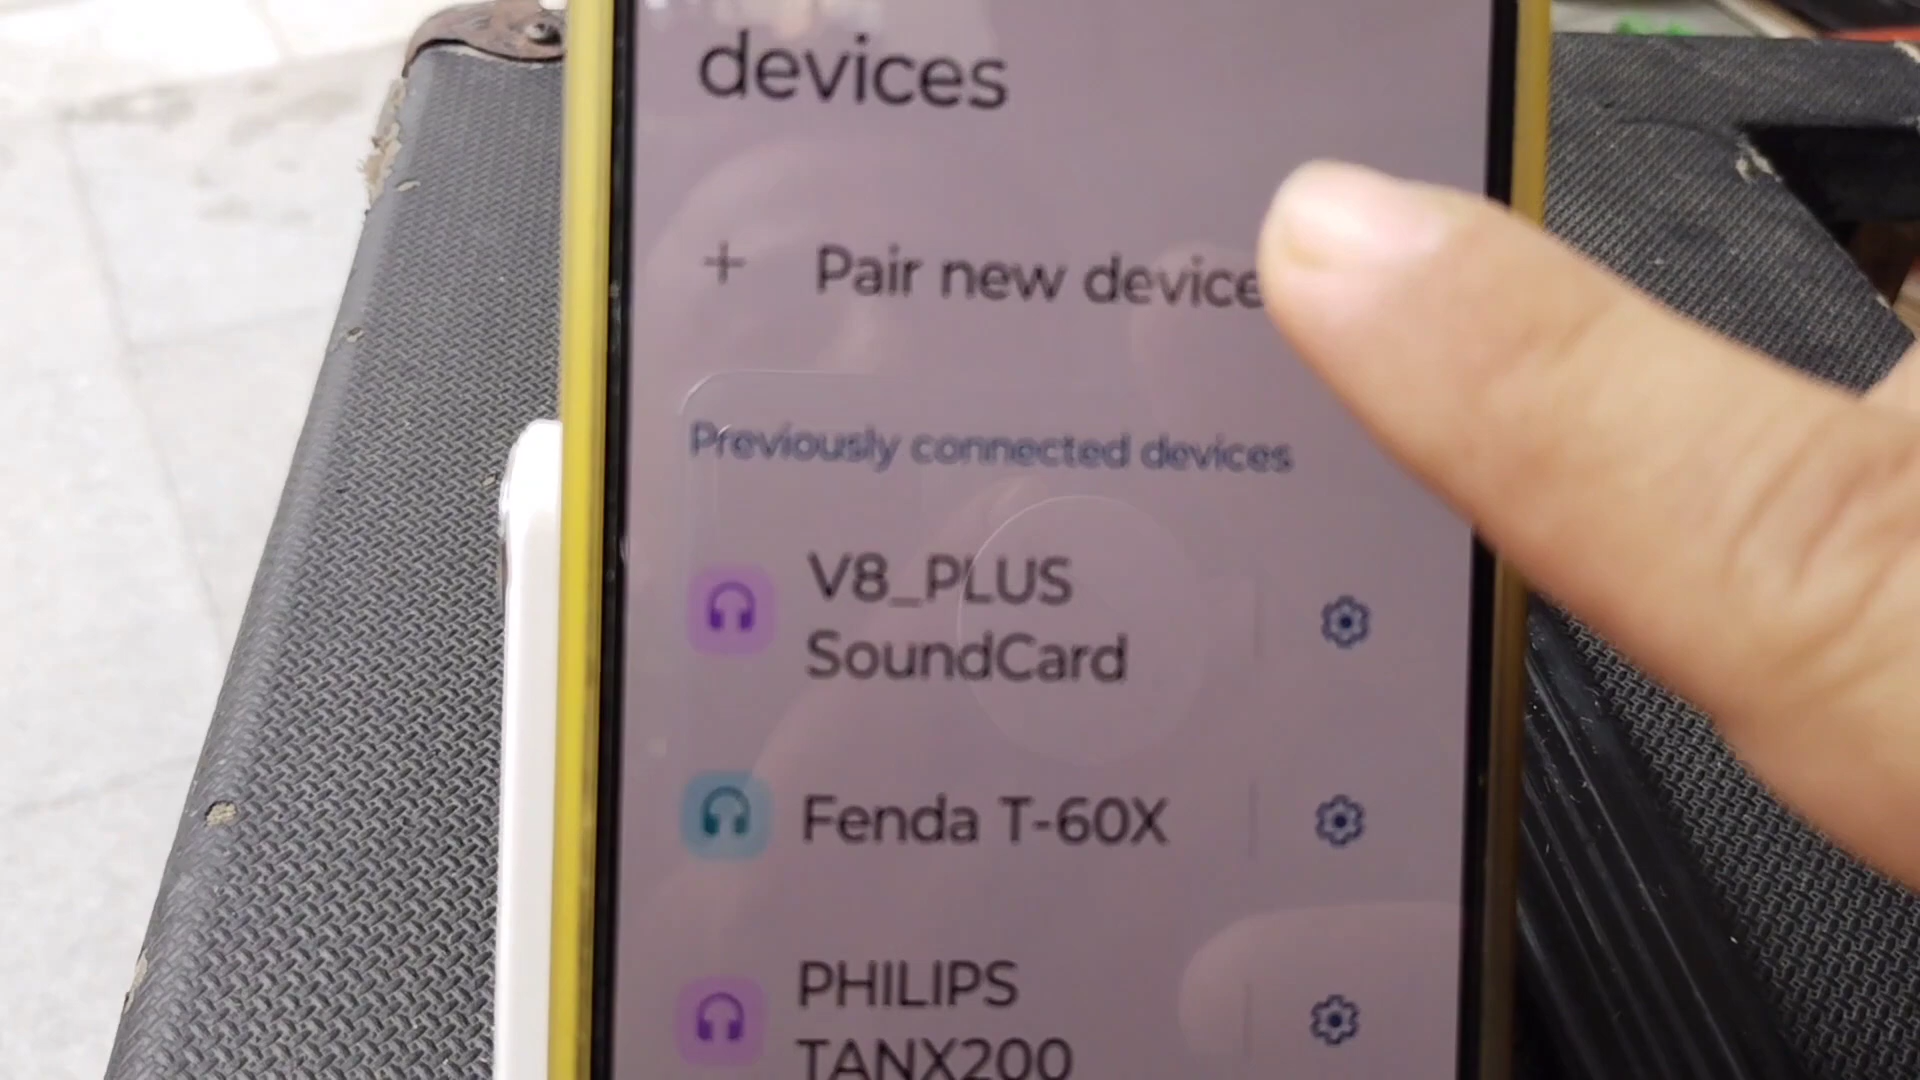 devices
+ Pair new device
Previously connected devices
V8_PLUS
SoundCard
Fenda T-60X
PHILIPS
TANX200